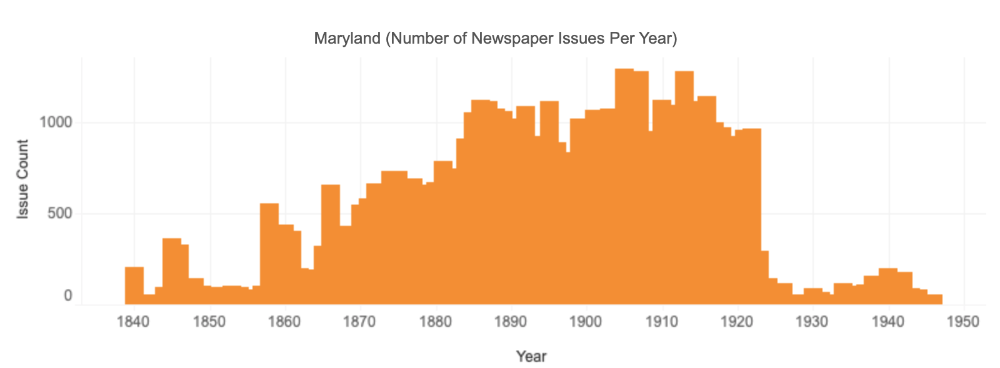 Maryland (Number of Newspaper Issues Per Year)
1000
500
0
Issue Count
1840 1850 1860 1870 1880 1890 1900 1910 1920 1930 1940 1950
Year